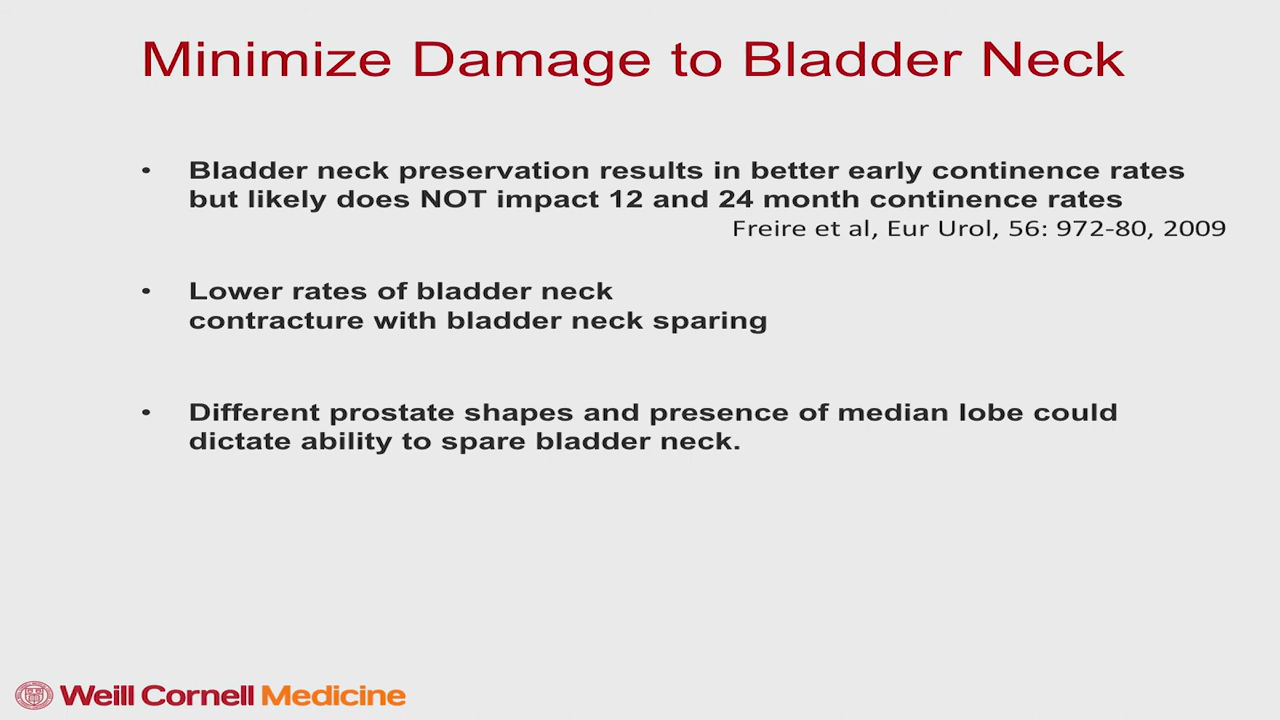 Minimize Damage to Bladder Neck
• Bladder neck preservation results in better early continence rates
but likely does NOT impact 12 and 24 month continence rates
Freire et al, Eur Urol, 56: 972-80, 2009
• Lower rates of bladder neck
contracture with bladder neck sparing
• Different prostate shapes and presence of median lobe could
dictate ability to spare bladder neck.
Weill Cornell Medicine